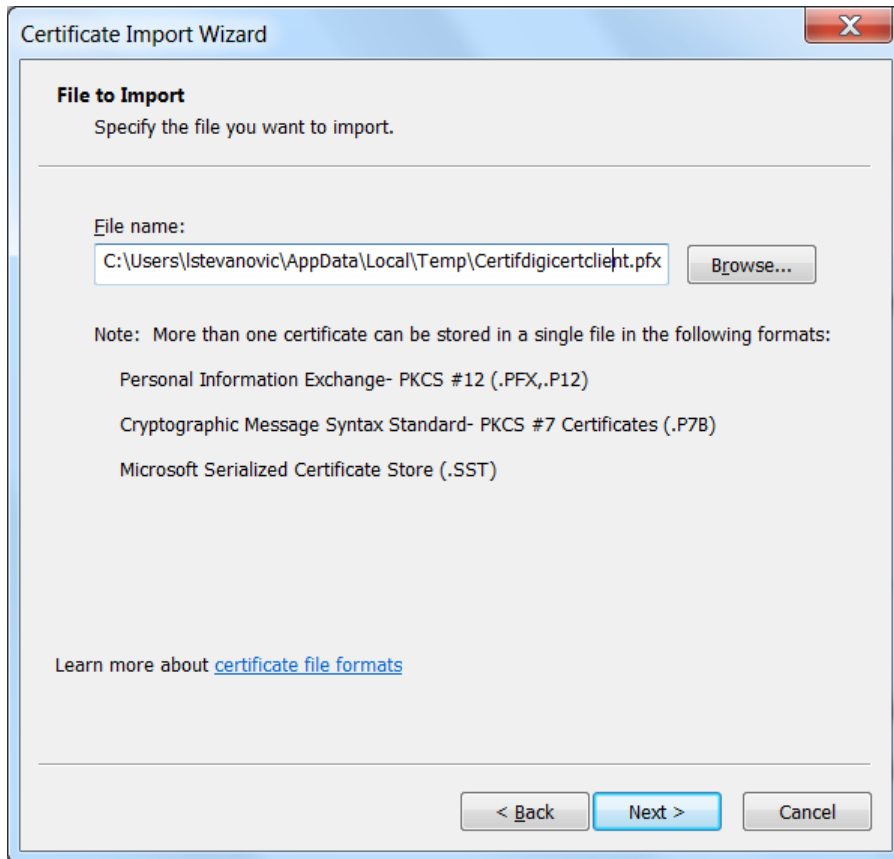 Certificate Import Wizard
X
File to Import
Specify the file you want to import.
File name:
C:\Users\lstevanovic\AppData\Local\Temp\Certifdigicertclient.pfx
Browse...
Note:  More than one certificate can be stored in a single file in the following formats:
Personal Information Exchange- PKCS #12 (.PFX,.P12)
Cryptographic Message Syntax Standard- PKCS #7 Certificates (.P7B)
Microsoft Serialized Certificate Store (.SST)
Learn more about certificate file formats
< Back
Next >
Cancel